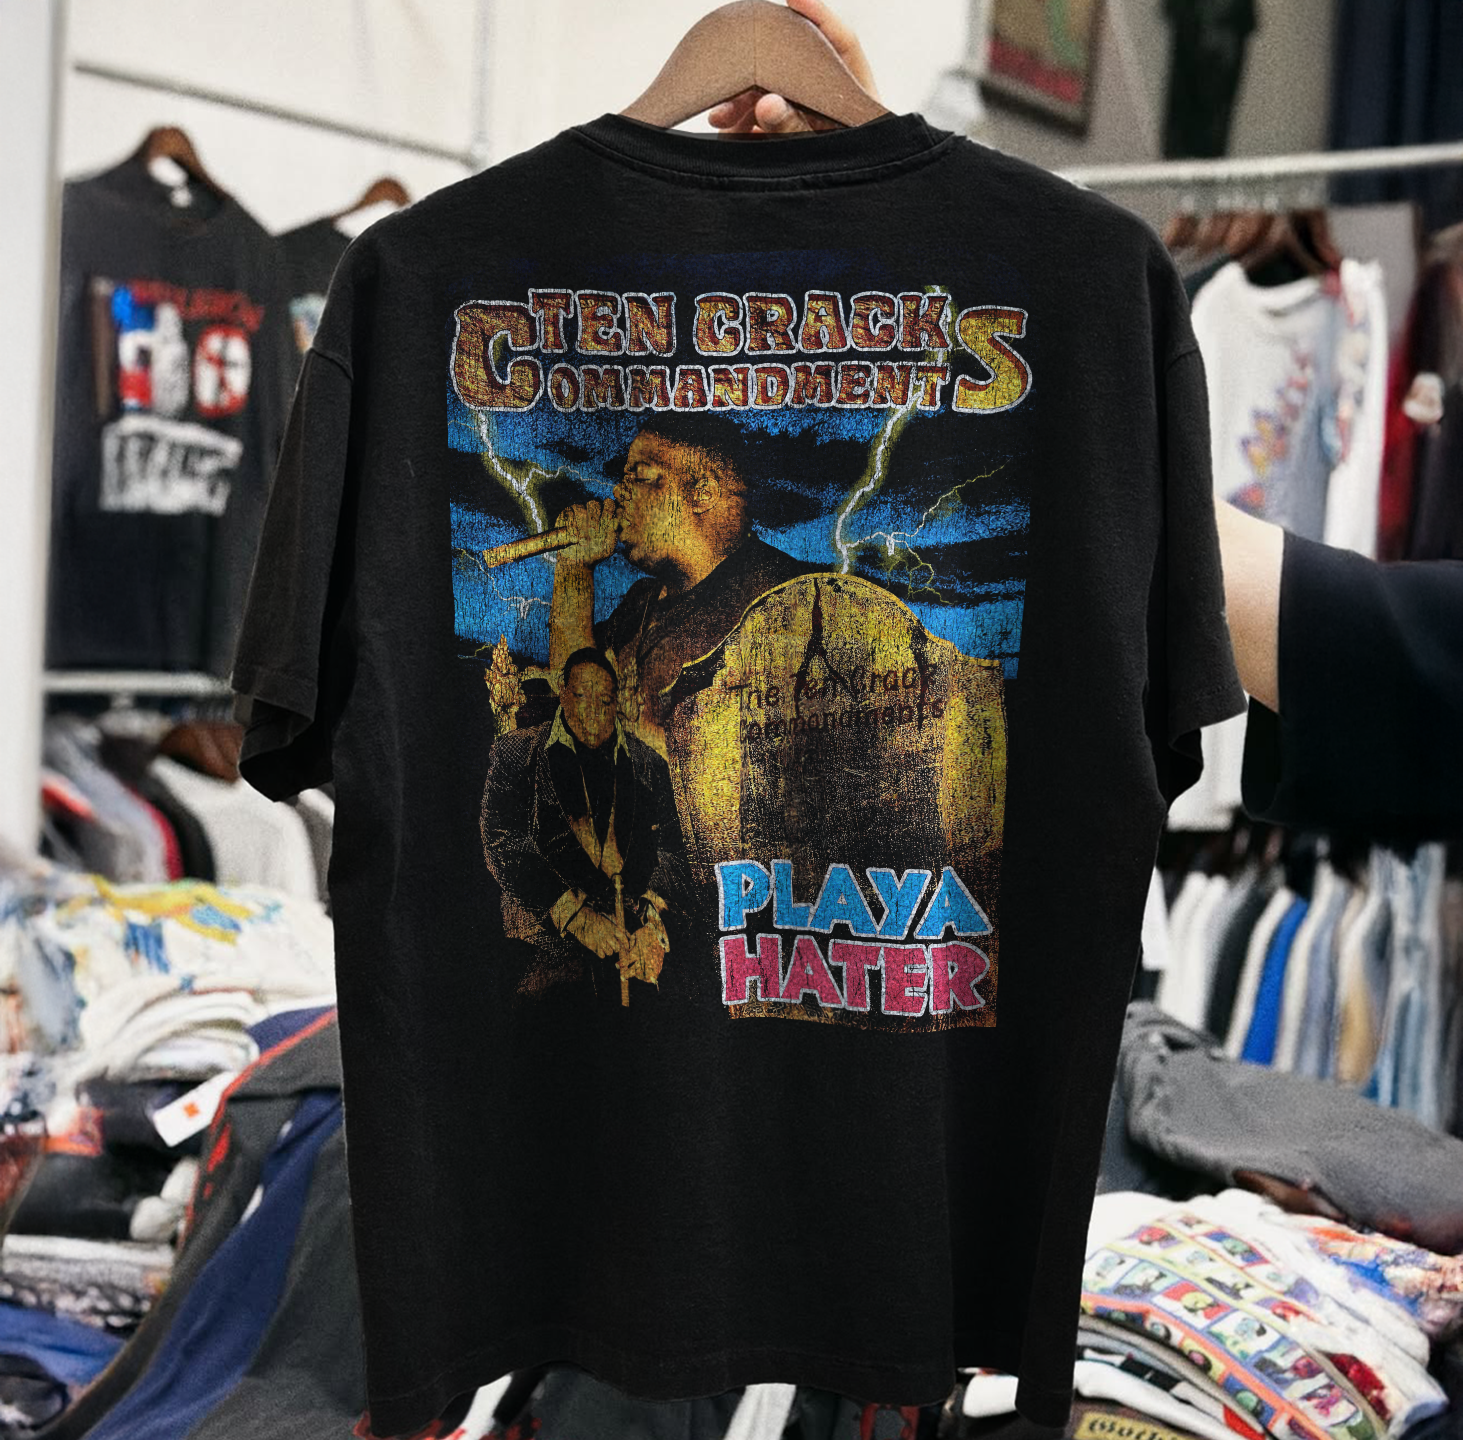 TEN CRACK
COMMANDMENTS
The Ten Crack
Commandments
PLAYA
HATER